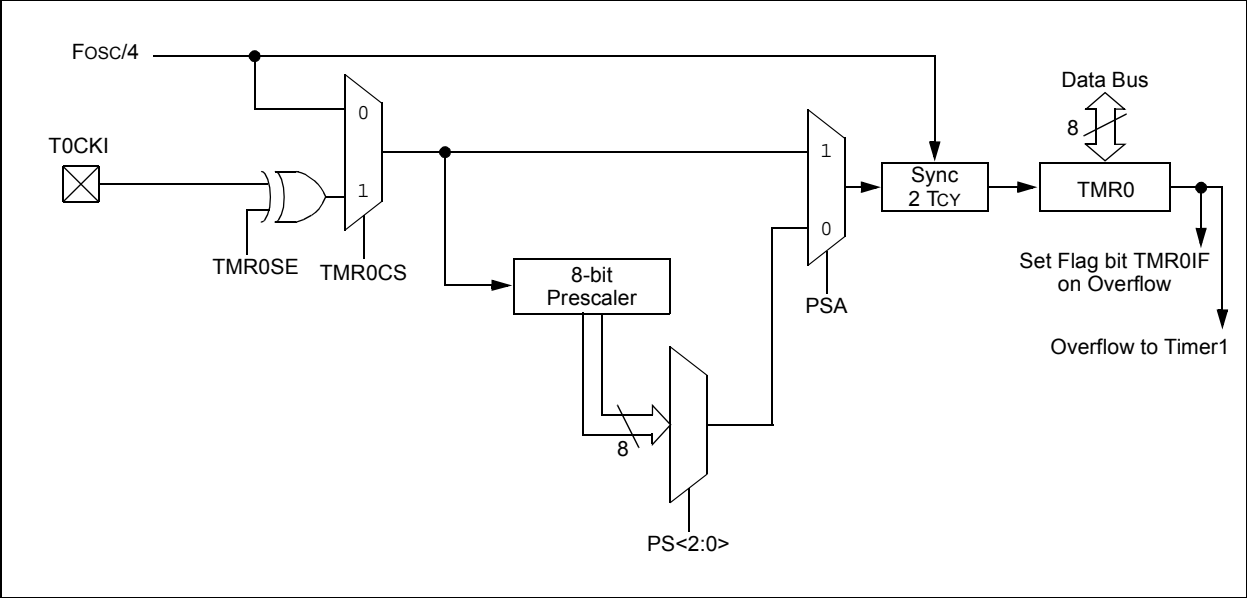 FOSC/4
Data Bus
0
8
T0CKI
1
Sync
2 TCY
TMR0
1
0
TMR0SE
TMR0CS
8-bit
Prescaler
Set Flag bit TMR0IF
on Overflow
PSA
Overflow to Timer1
8
PS<2:0>